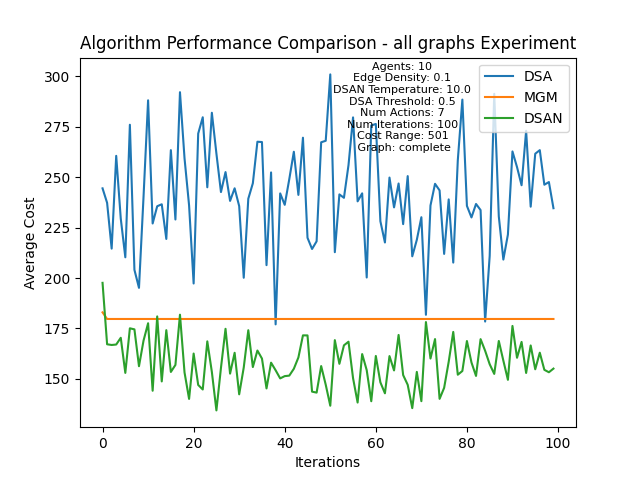 Algorithm Performance Comparison - all graphs Experiment
Agents: 10
Edge Density: 0.1
DSAN Temperature: 10.0
DSA Threshold: 0.5
Num Actions: 7
Num Iterations: 100
Cost Range: 501
Graph: complete
DSA
MGM
DSAN
Average Cost
300
275
250
225
200
175
150
0
20
40
60
80
100
Iterations